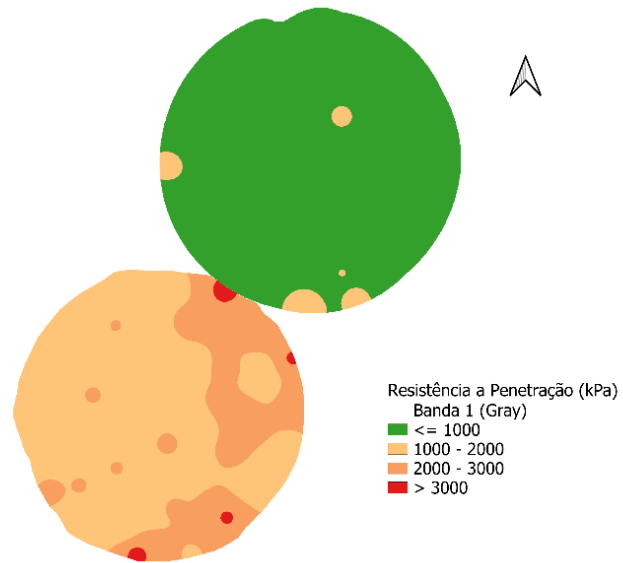 Resistência a Penetração (kPa)
Banda 1 (Gray)
<= 1000
1000 - 2000
2000 - 3000
> 3000